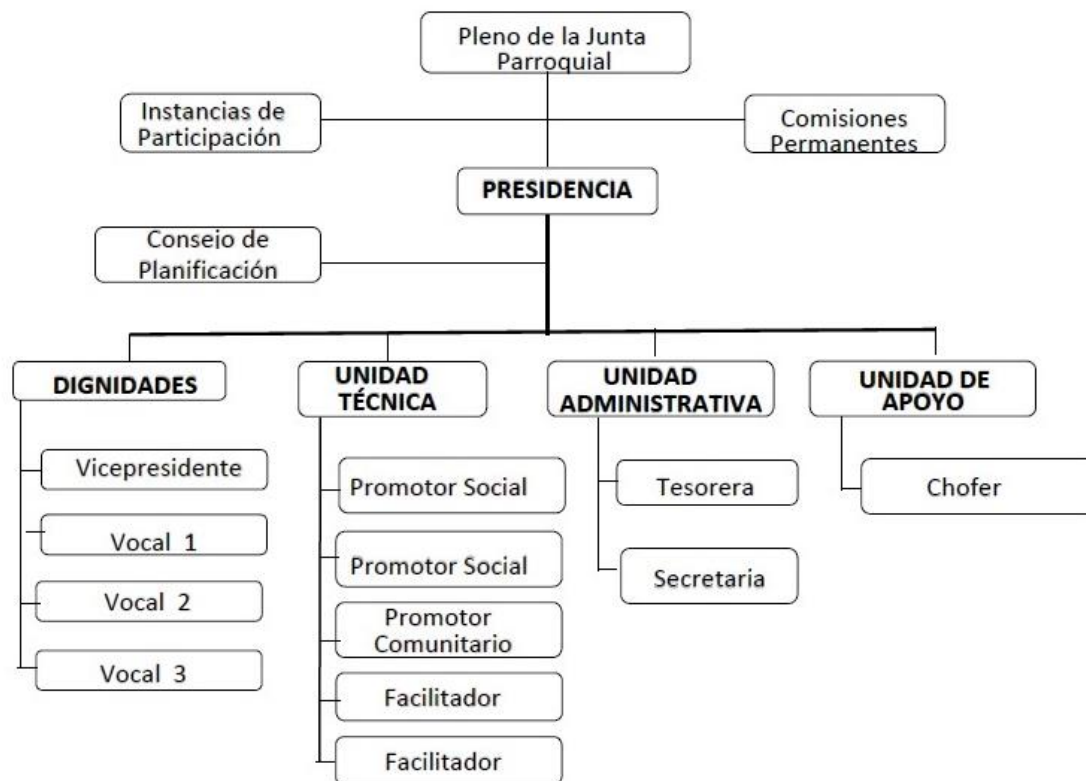 Pleno de la Junta
Parroquial
Instancias de
Participación
Comisiones
Permanentes
PRESIDENCIA
Consejo de
Planificación
DIGNIDADES
Vicepresidente
Vocal 1
Vocal 2
Vocal 3
UNIDAD
TÉCNICA
Promotor Social
Promotor Social
Promotor
Comunitario
Facilitador
Facilitador
UNIDAD
ADMINISTRATIVA
Tesorera
Secretaria
UNIDAD DE
APOYO
Chofer